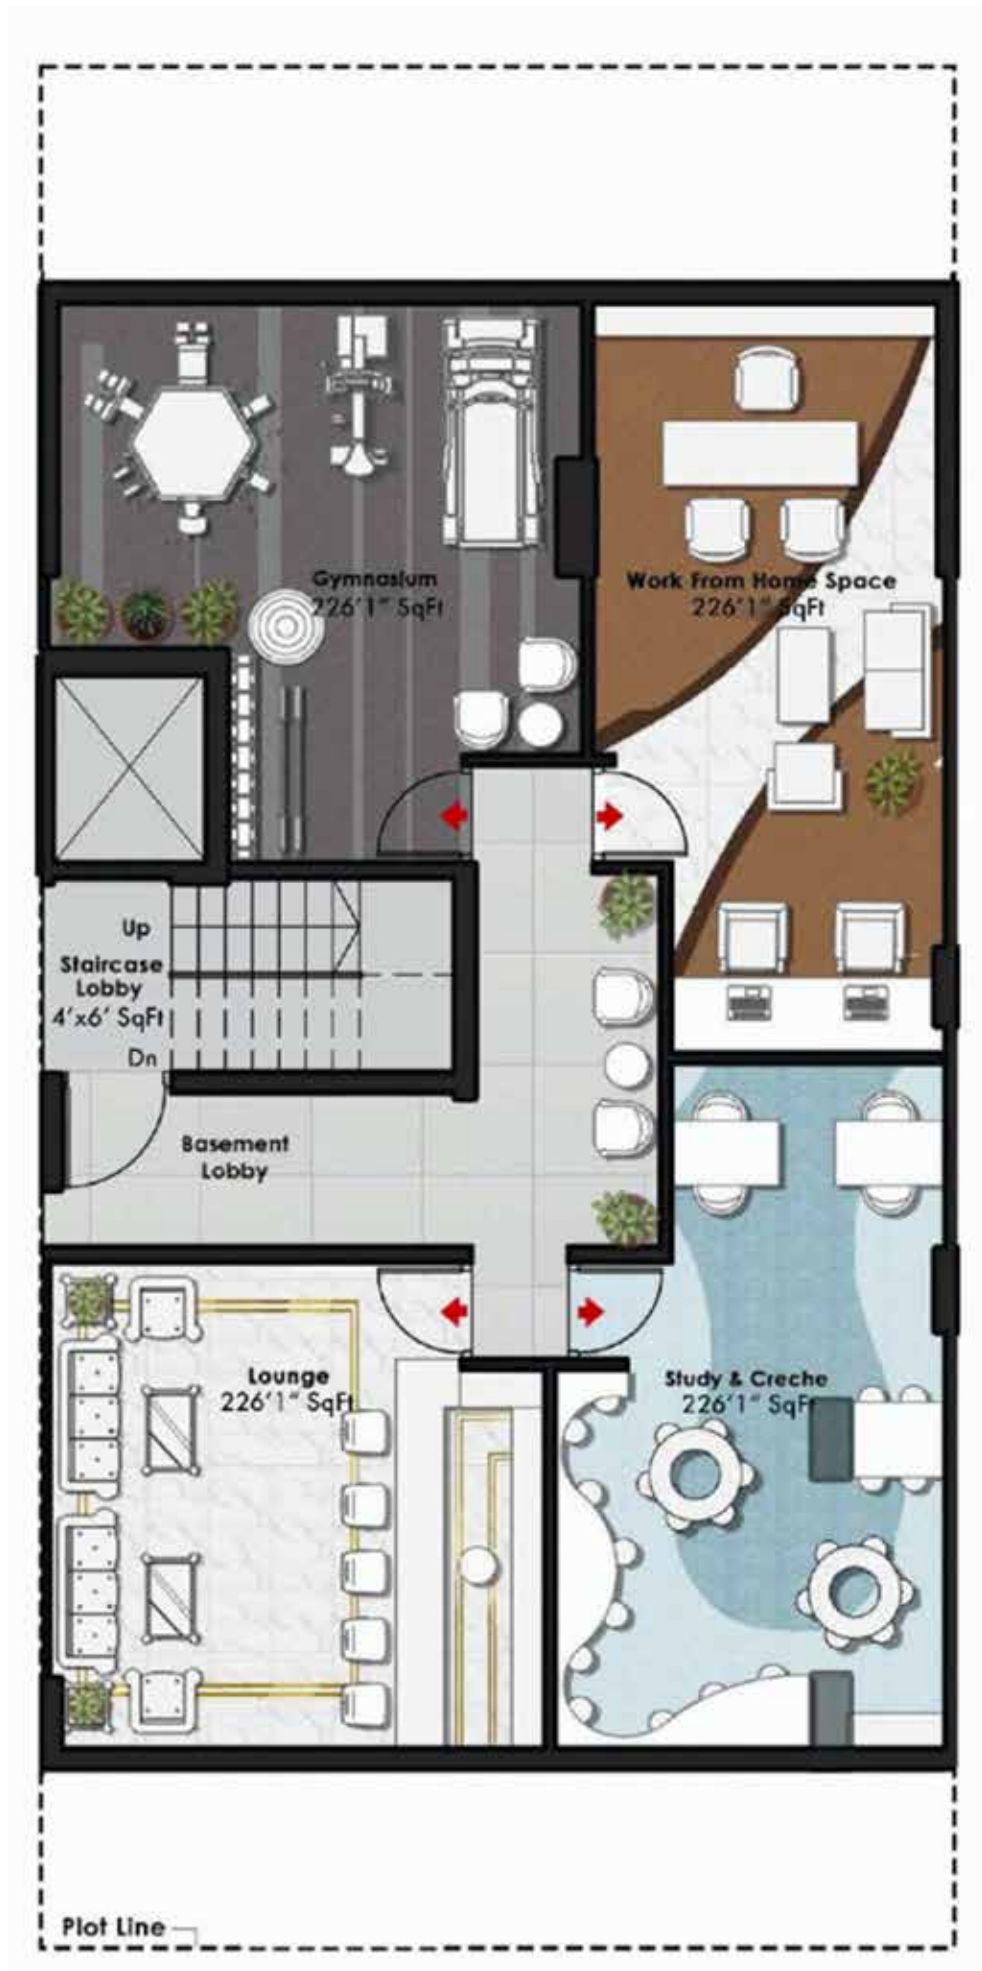 Gymnasium
226'1" SqFt
Work From Home Space
226'1" SqFt
Up
Staircase
Lobby
4'x6' SqFt
Dn
Basement
Lobby
Lounge
226'1" SqFt
Study & Creche
226'1" SqFt
Plot Line